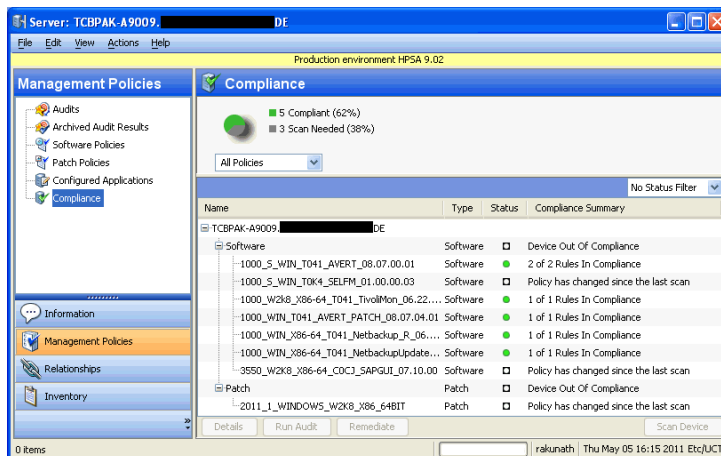 Server: TCBPAK-A9009. DE
File Edit View Actions Help
Production environment HPSA 9.02
Management Policies
Audits
Archived Audit Results
Software Policies
Patch Policies
Configured Applications
Compliance
Information
Management Policies
Relationships
Inventory
»
Compliance
5 Compliant (62%)
3 Scan Needed (38%)
All Policies
No Status Filter
Name Type Status Compliance Summary
TCBPAK-A9009. DE
Software Software Device Out Of Compliance
1000_S_WIN_T041_AVERT_08.07.00.01 Software 2 of 2 Rules In Compliance
1000_S_WIN_T0K4_SELFM_01.00.00.03 Software Policy has changed since the last scan
1000_W2k8_X86-64_T041_TivoliMon_06.22.... Software 1 of 1 Rules In Compliance
1000_WIN_T041_AVERT_PATCH_08.07.04.01 Software 1 of 1 Rules In Compliance
1000_WIN_X86-64_T041_Netbackup_R_06.... Software 1 of 1 Rules In Compliance
1000_WIN_X86-64_T041_NetbackupUpdate... Software 1 of 1 Rules In Compliance
3550_W2K8_X86-64_C0CJ_SAPGUI_07.10.00 Software Policy has changed since the last scan
Patch Patch Device Out Of Compliance
2011_1_WINDOWS_W2K8_X86_64BIT Patch Policy has changed since the last scan
Details Run Audit Remediate Scan Device
0 items rakunath Thu May 05 16:15 2011 Etc/UCT